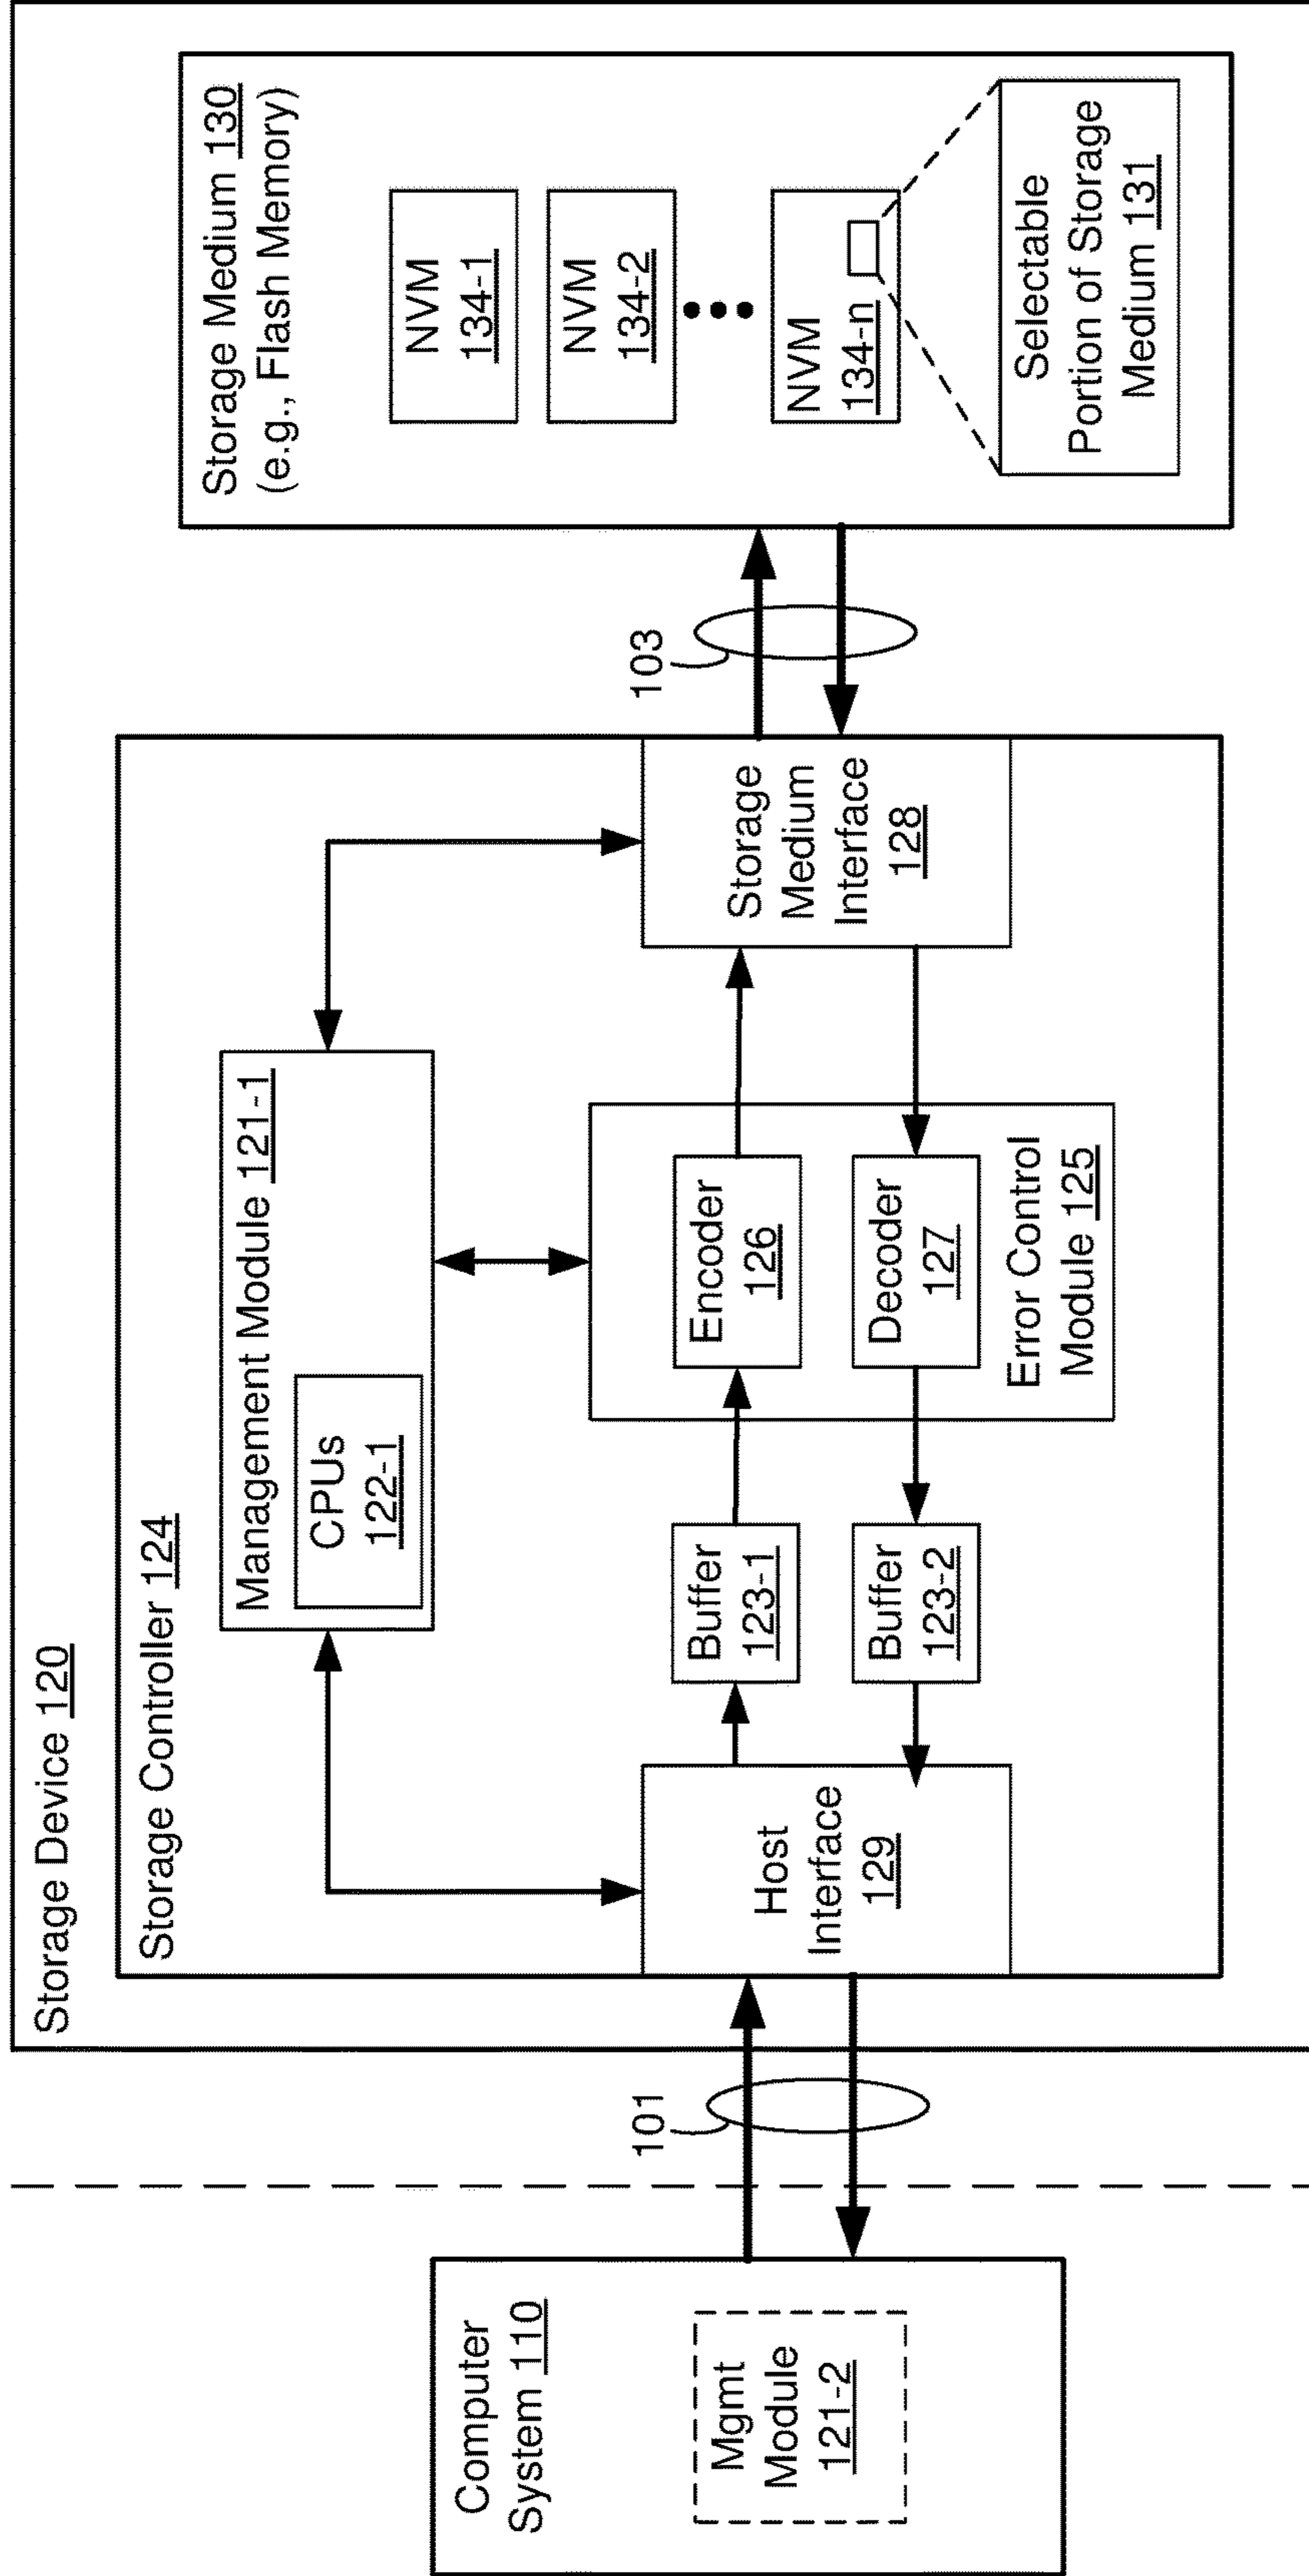 Storage Device 120
Storage Controller 124
Management Module 121-1
CPUs
122-1
Computer
System 110
Mgmt
Module
121-2
101
Host
Interface
129
Buffer
123-1
Buffer
123-2
Encoder
126
Decoder
127
Error Control
Module 125
Storage
Medium
Interface
128
103
Storage Medium 130
(e.g., Flash Memory)
NVM
134-1
NVM
134-2
NVM
134-n
Selectable
Portion of Storage
Medium 131